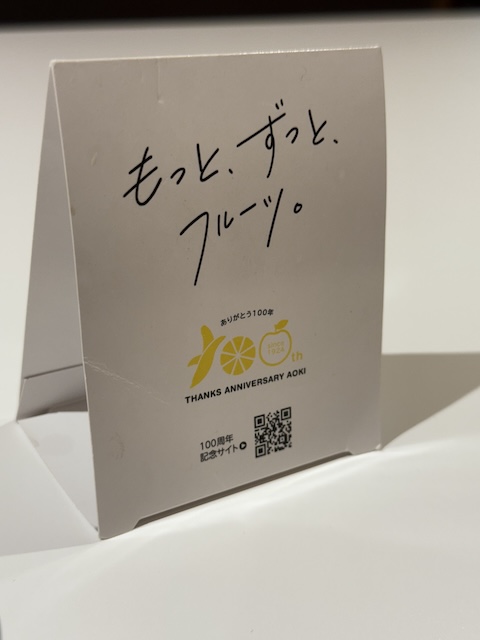 もっと、ずっと、
フルーツ。
ありがとう100年
100th
THANKS ANNIVERSARY AOKI
100周年
記念サイト